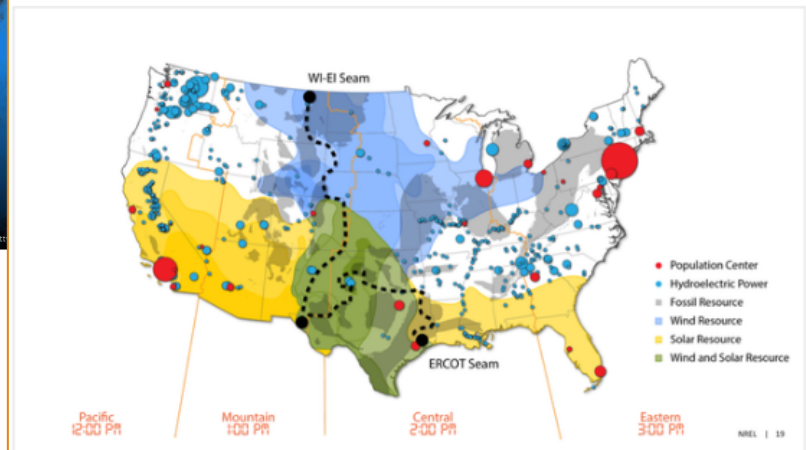 WI-EI Seam
Population Center
Hydroelectric Power
Fossil Resource
Wind Resource
Solar Resource
Wind and Solar Resource
ERCOT Seam
Pacific
12:00 PM
Mountain
1:00 PM
Central
2:00 PM
Eastern
3:00 PM
NREL | 19